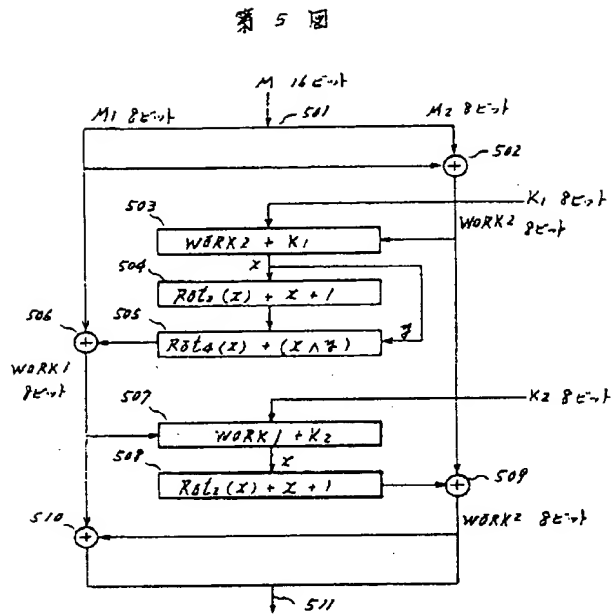 第 5 図
M 16ビット
M1 8ビット
501
M2 8ビット
502
K1 8ビット
503
WORK2 + K1
WORK2
8ビット
x
504
Rot2(x) + x + 1
506
505
y
Rot4(x) + (x ∧ y)
WORK1
8ビット
K2 8ビット
507
WORK1 + K2
x
508
Rot2(x) + x + 1
509
510
WORK2 8ビット
511